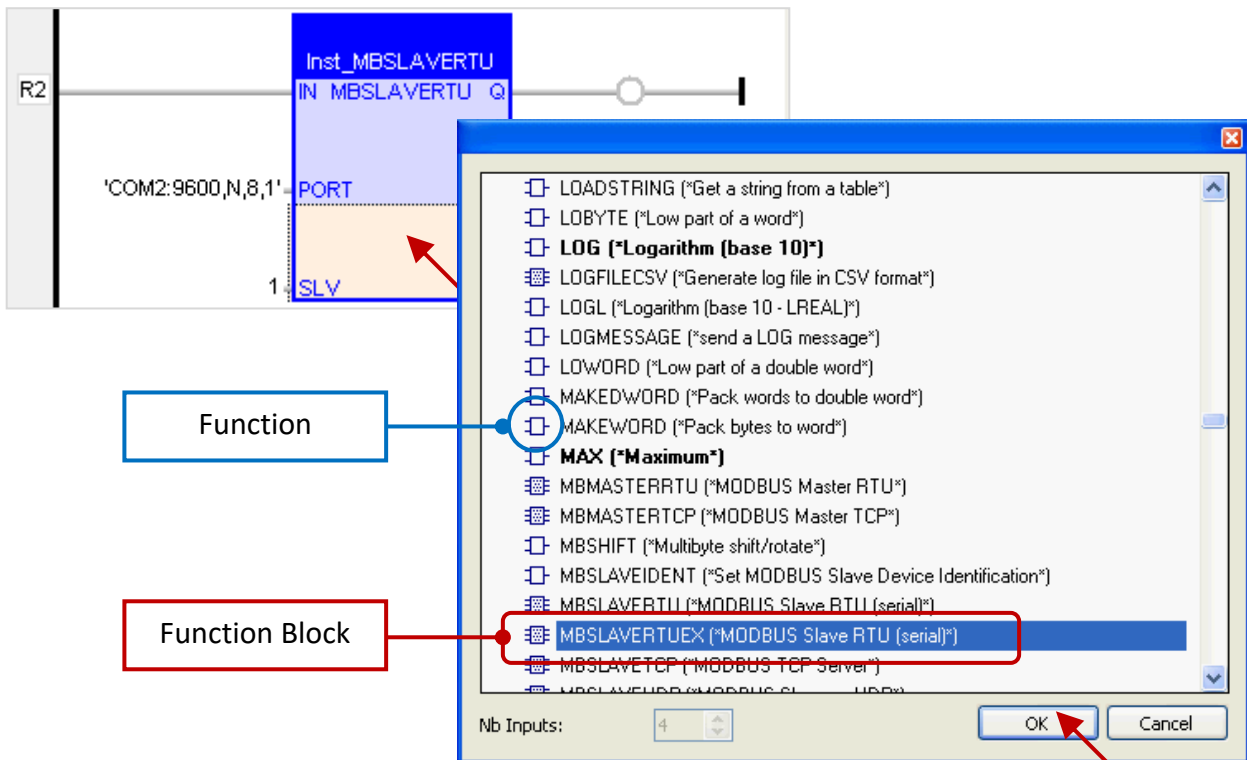 Inst_MBSLAVERTU
R2
IN MBSLAVERTU Q
'COM2:9600,N,8,1'
PORT
1
SLV
LOADSTRING (*Get a string from a table*)
LOBYTE (*Low part of a word*)
LOG (*Logarithm (base 10)*)
LOGFILECSV (*Generate log file in CSV format*)
LOGL (*Logarithm (base 10 - LREAL)*)
LOGMESSAGE (*send a LOG message*)
LOWORD (*Low part of a double word*)
MAKEDWORD (*Pack words to double word*)
MAKEWORD (*Pack bytes to word*)
MAX (*Maximum*)
MBMASTERRTU (*MODBUS Master RTU*)
MBMASTERTCP (*MODBUS Master TCP*)
MBSHIFT (*Multibyte shift/rotate*)
MBSLAVEIDENT (*Set MODBUS Slave Device Identification*)
MBSLAVERTU (*MODBUS Slave RTU (serial)*)
MBSLAVERTUEX (*MODBUS Slave RTU (serial)*)
MBSLAVETCP (*MODBUS TCP Server*)
Function
Function Block
Nb Inputs:
4
OK
Cancel